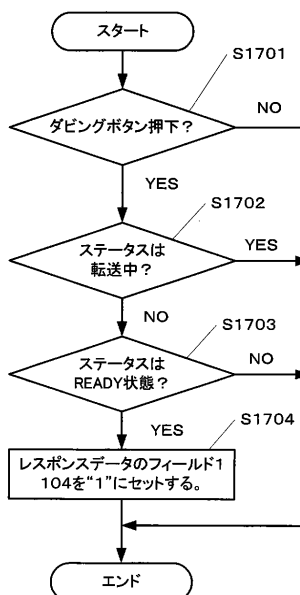 スタート
S1701
ダビングボタン押下？
NO
YES
S1702
ステータスは
転送中？
YES
NO
S1703
ステータスは
READY状態？
NO
YES
S1704
レスポンスデータのフィールド1
104を“1”にセットする。
エンド